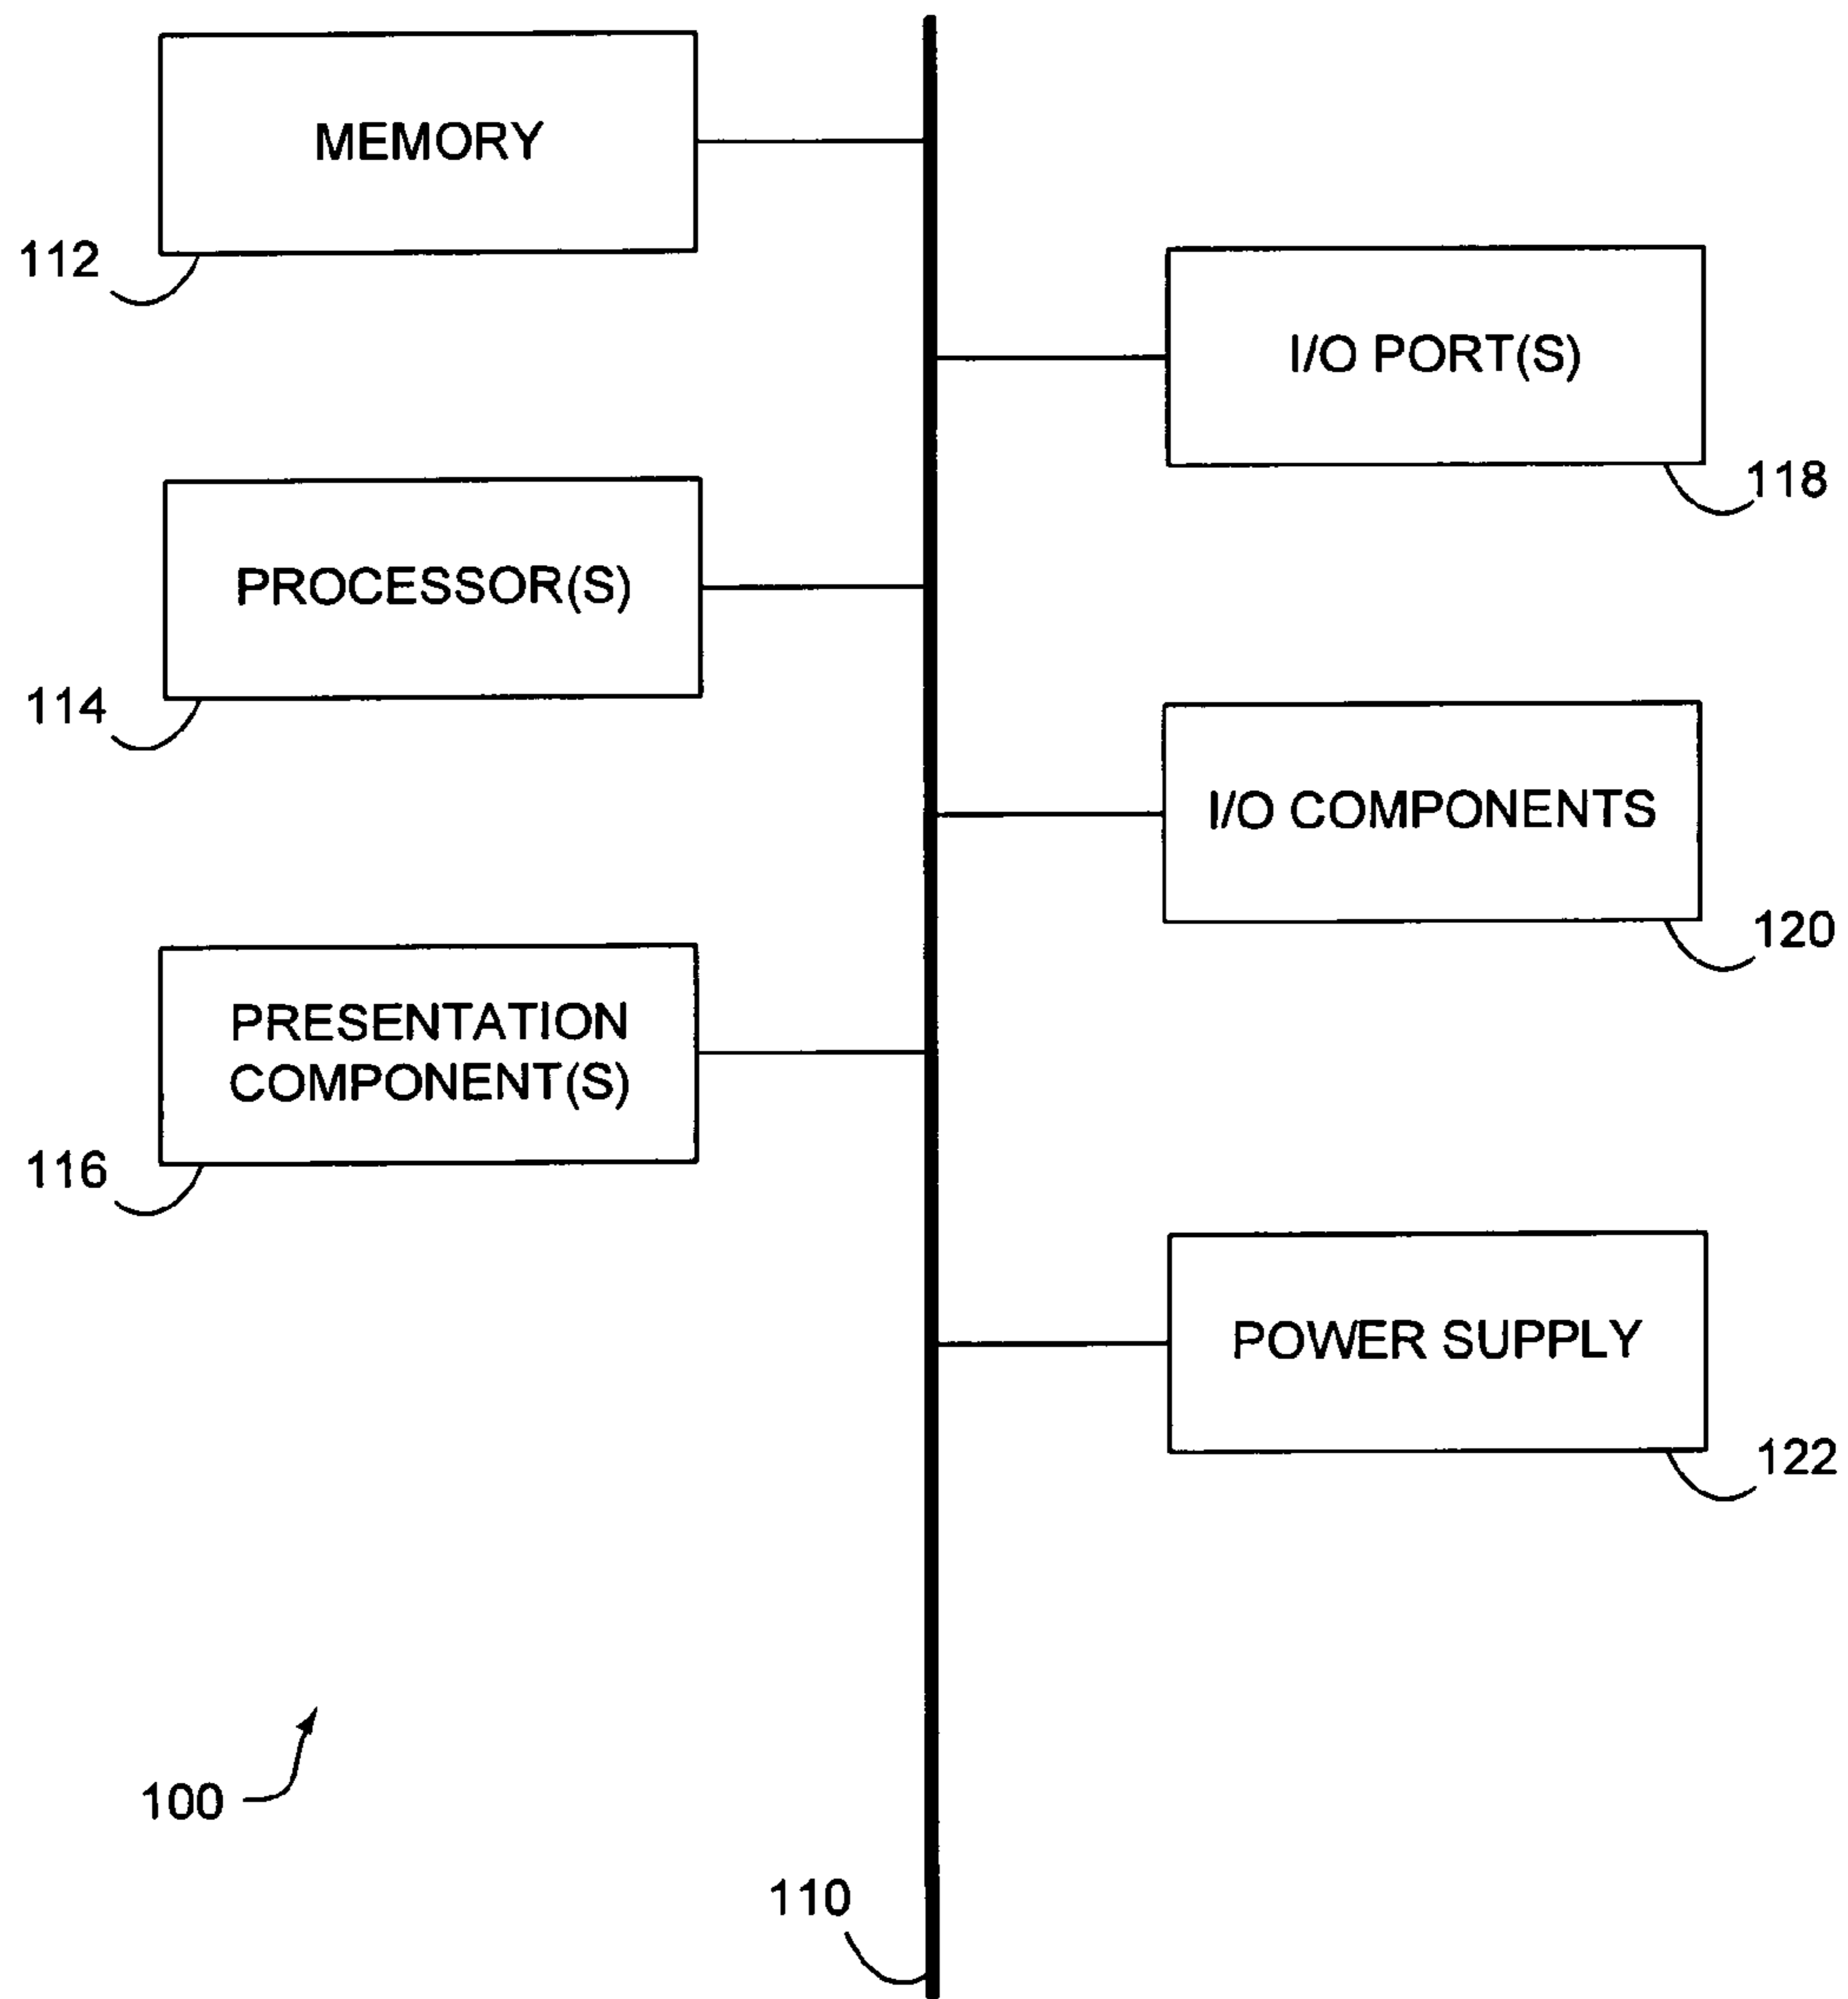 MEMORY
112
I/O PORT(S)
118
PROCESSOR(S)
114
I/O COMPONENTS
120
PRESENTATION
COMPONENT(S)
116
POWER SUPPLY
122
100
110